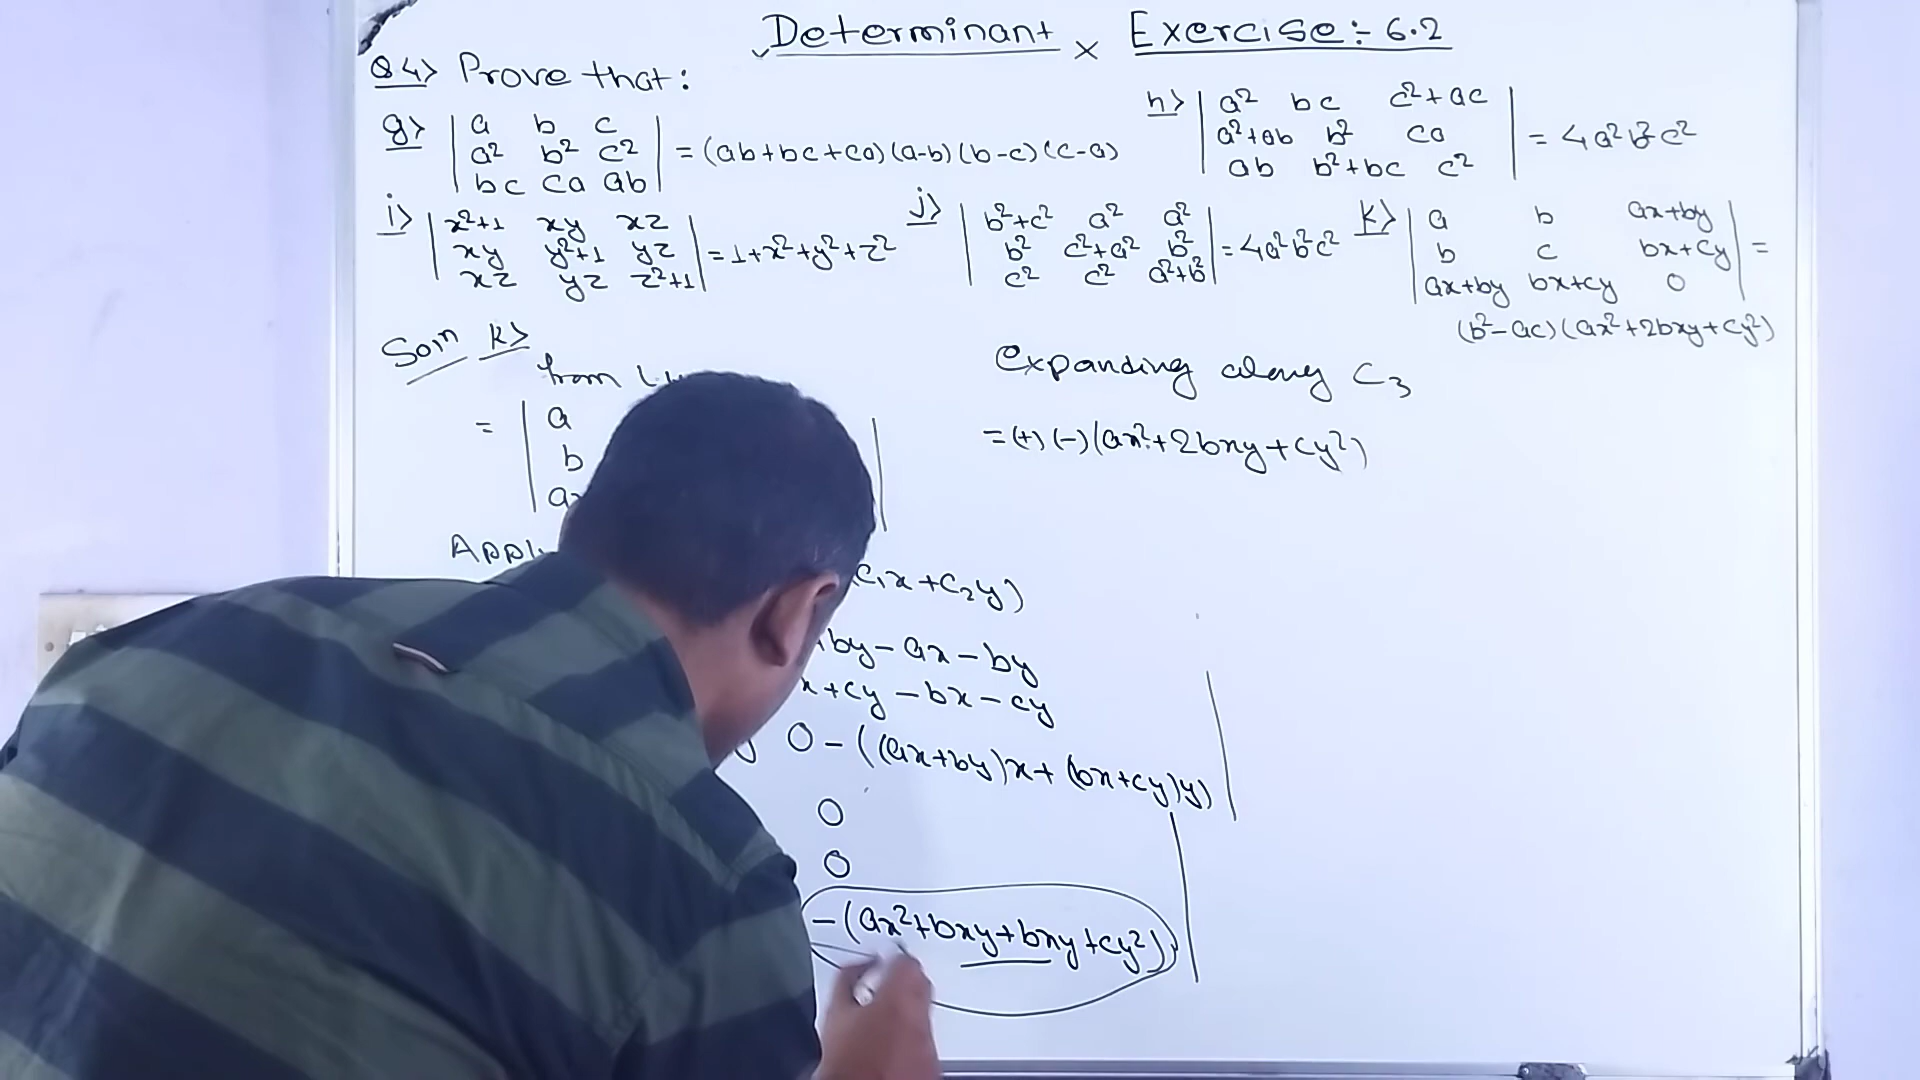 Determinant × Exercise÷ 6.2
Q4> Prove that:
g> | a b c |
| a² b² c² | = (ab+bc+ca)(a-b)(b-c)(c-a)
| bc ca ab |
h> | a² bc c²+ac |
| a²+ab b² ca | = 4a²b²c²
| ab b²+bc c² |
i> | x²+1 xy xz |
| xy y²+1 yz | = 1+x²+y²+z²
| xz yz z²+1 |
j> | b²+c² a² a² |
| b² c²+a² b² | = 4a²b²c²
| c² c² a²+b² |
k> | a b ax+by |
| b c bx+cy | =
| ax+by bx+cy 0 |
(b²-ac)(ax²+2bxy+cy²)
Soln k>
from
= | a
| b
Apply
c₁x+c₂y)
by-ax-by
x+cy-bx-cy
0-((ax+by)x+(bx+cy)y) |
0
0
-(ax²+bxy+bxy+cy²) |
Expanding along C₃
= (+)(-)(ax²+2bxy+cy²)